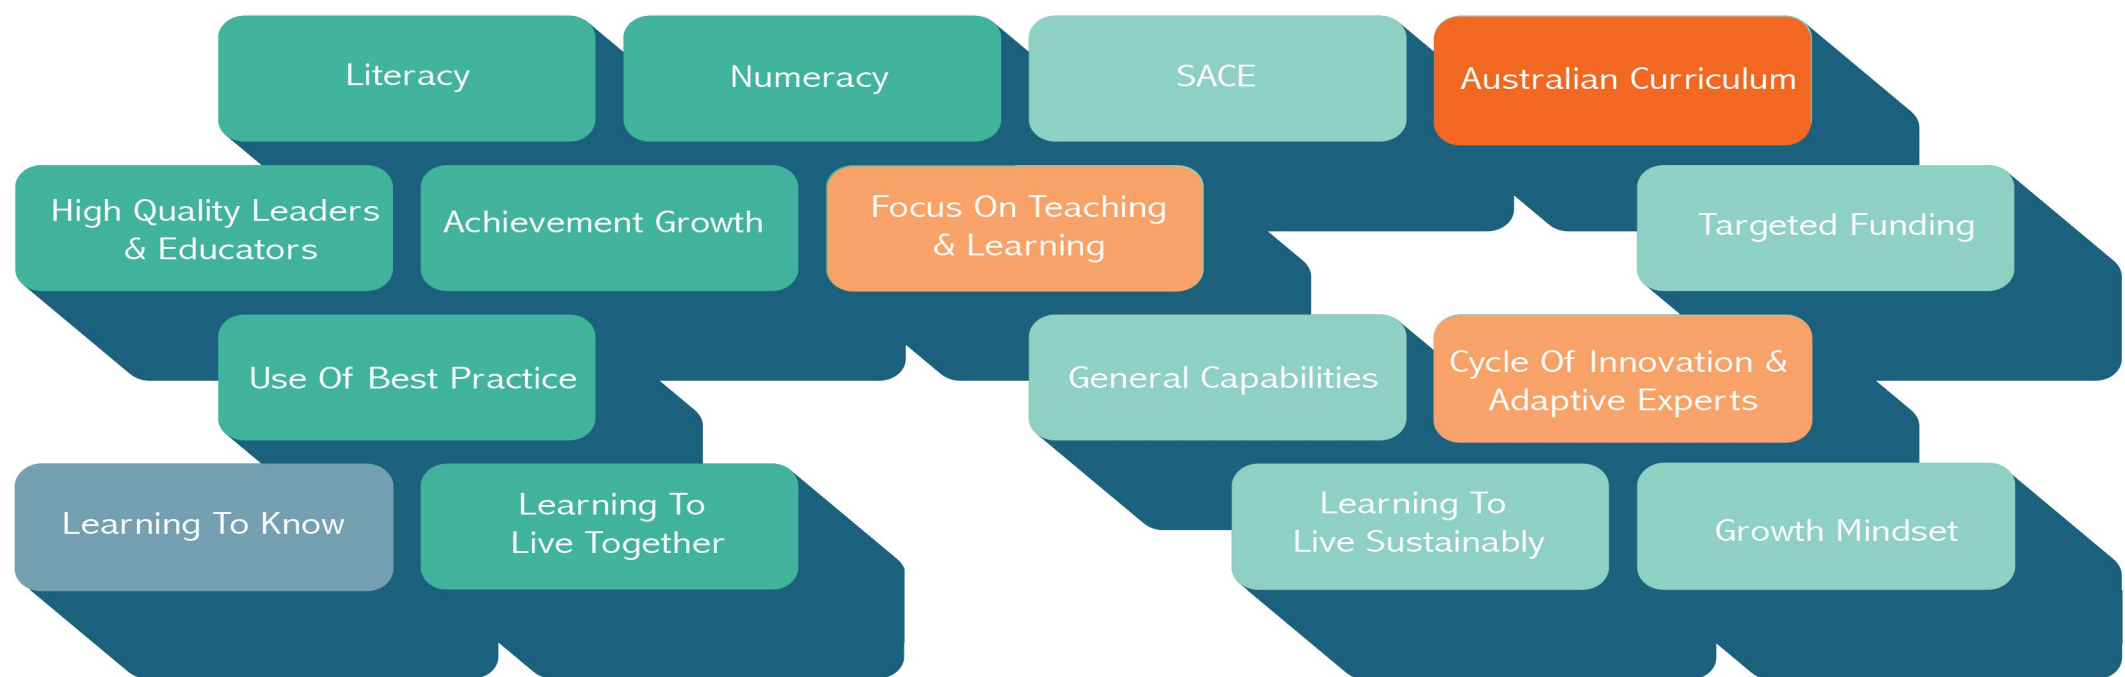 Literacy
Numeracy
SACE
Australian Curriculum
High Quality Leaders
& Educators
Achievement Growth
Focus On Teaching
& Learning
Targeted Funding
Use Of Best Practice
General Capabilities
Cycle Of Innovation &
Adaptive Experts
Learning To Know
Learning To
Live Together
Learning To
Live Sustainably
Growth Mindset